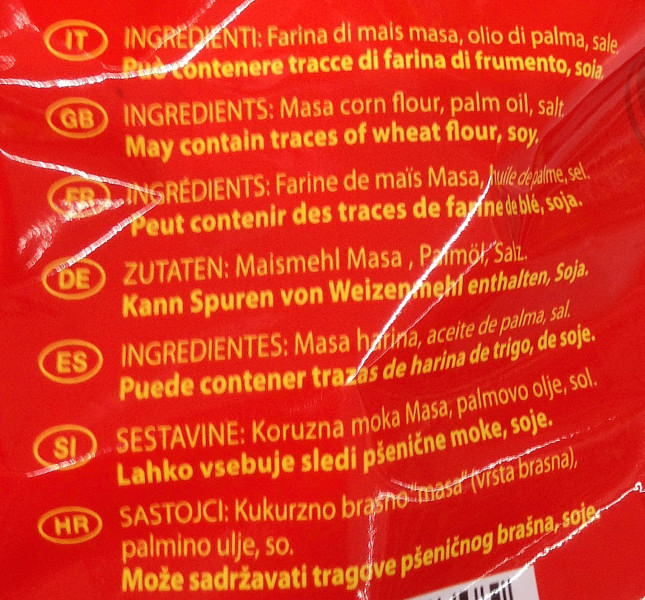 IT INGREDIENTI: Farina di mais masa, olio di palma, sale,
Può contenere tracce di farina di frumento, soja.
GB INGREDIENTS: Masa corn flour, palm oil, salt.
May contain traces of wheat flour, soy.
FR INGRÉDIENTS: Farine de maïs Masa, huile de palme, sel.
Peut contenir des traces de farine de blé, soja.
DE ZUTATEN: Maismehl Masa , Palmöl, Salz.
Kann Spuren von Weizenmehl enthalten, Soja.
ES INGREDIENTES: Masa harina, aceite de palma, sal.
Puede contener trazas de harina de trigo, de soje.
SI SESTAVINE: Koruzna moka Masa, palmovo olje, sol.
Lahko vsebuje sledi pšenične moke, soje.
HR SASTOJCI: Kukurzno brašno "masa" (vrsta brasna),
palmino ulje, so.
Može sadržavati tragove pšeničnog brašna, soje.